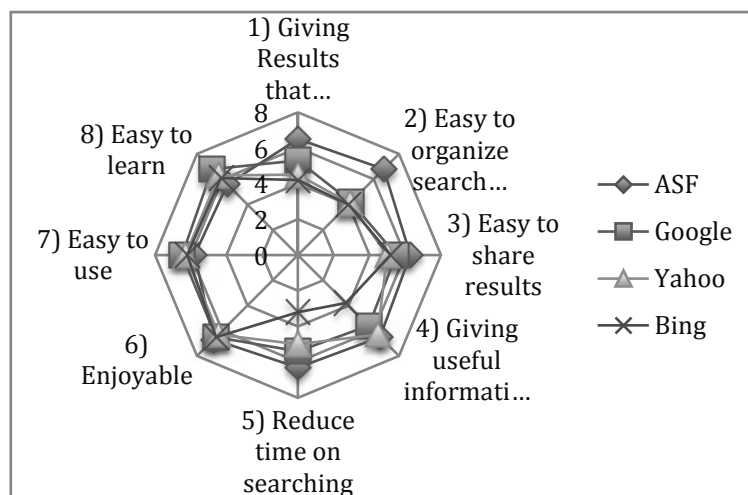 1) Giving
Results
that...
2) Easy to
organize
search...
3) Easy to
share
results
4) Giving
useful
informati...
5) Reduce
time on
searching
6)
Enjoyable
7) Easy to
use
8) Easy to
learn
8
6
4
2
0
ASF
Google
Yahoo
Bing